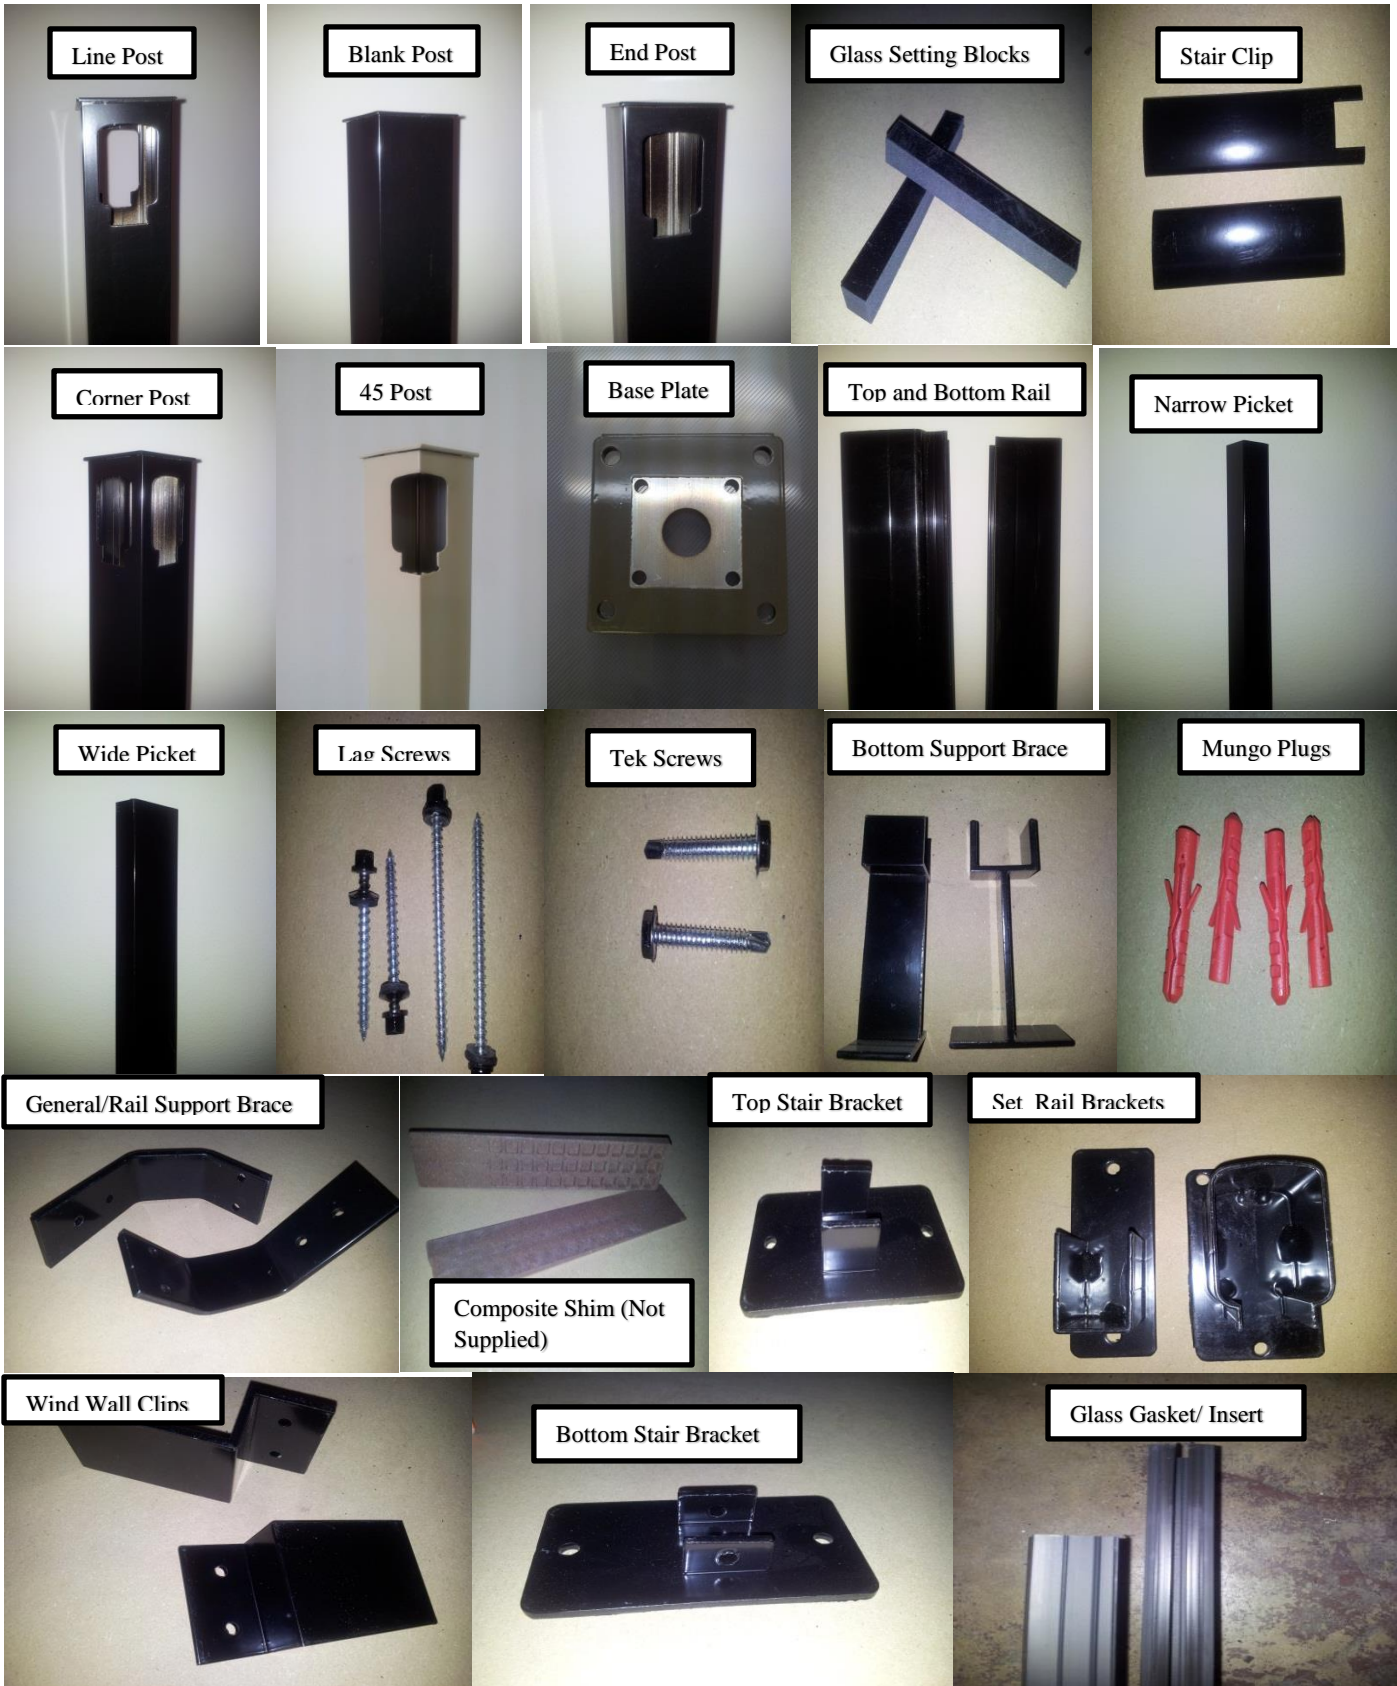 Line Post
Blank Post
End Post
Glass Setting Blocks
Stair Clip
Corner Post
45 Post
Base Plate
Top and Bottom Rail
Narrow Picket
Wide Picket
Lag Screws
Tek Screws
Bottom Support Brace
Mungo Plugs
General/Rail Support Brace
Composite Shim (Not
Supplied)
Top Stair Bracket
Set Rail Brackets
Wind Wall Clips
Bottom Stair Bracket
Glass Gasket/ Insert